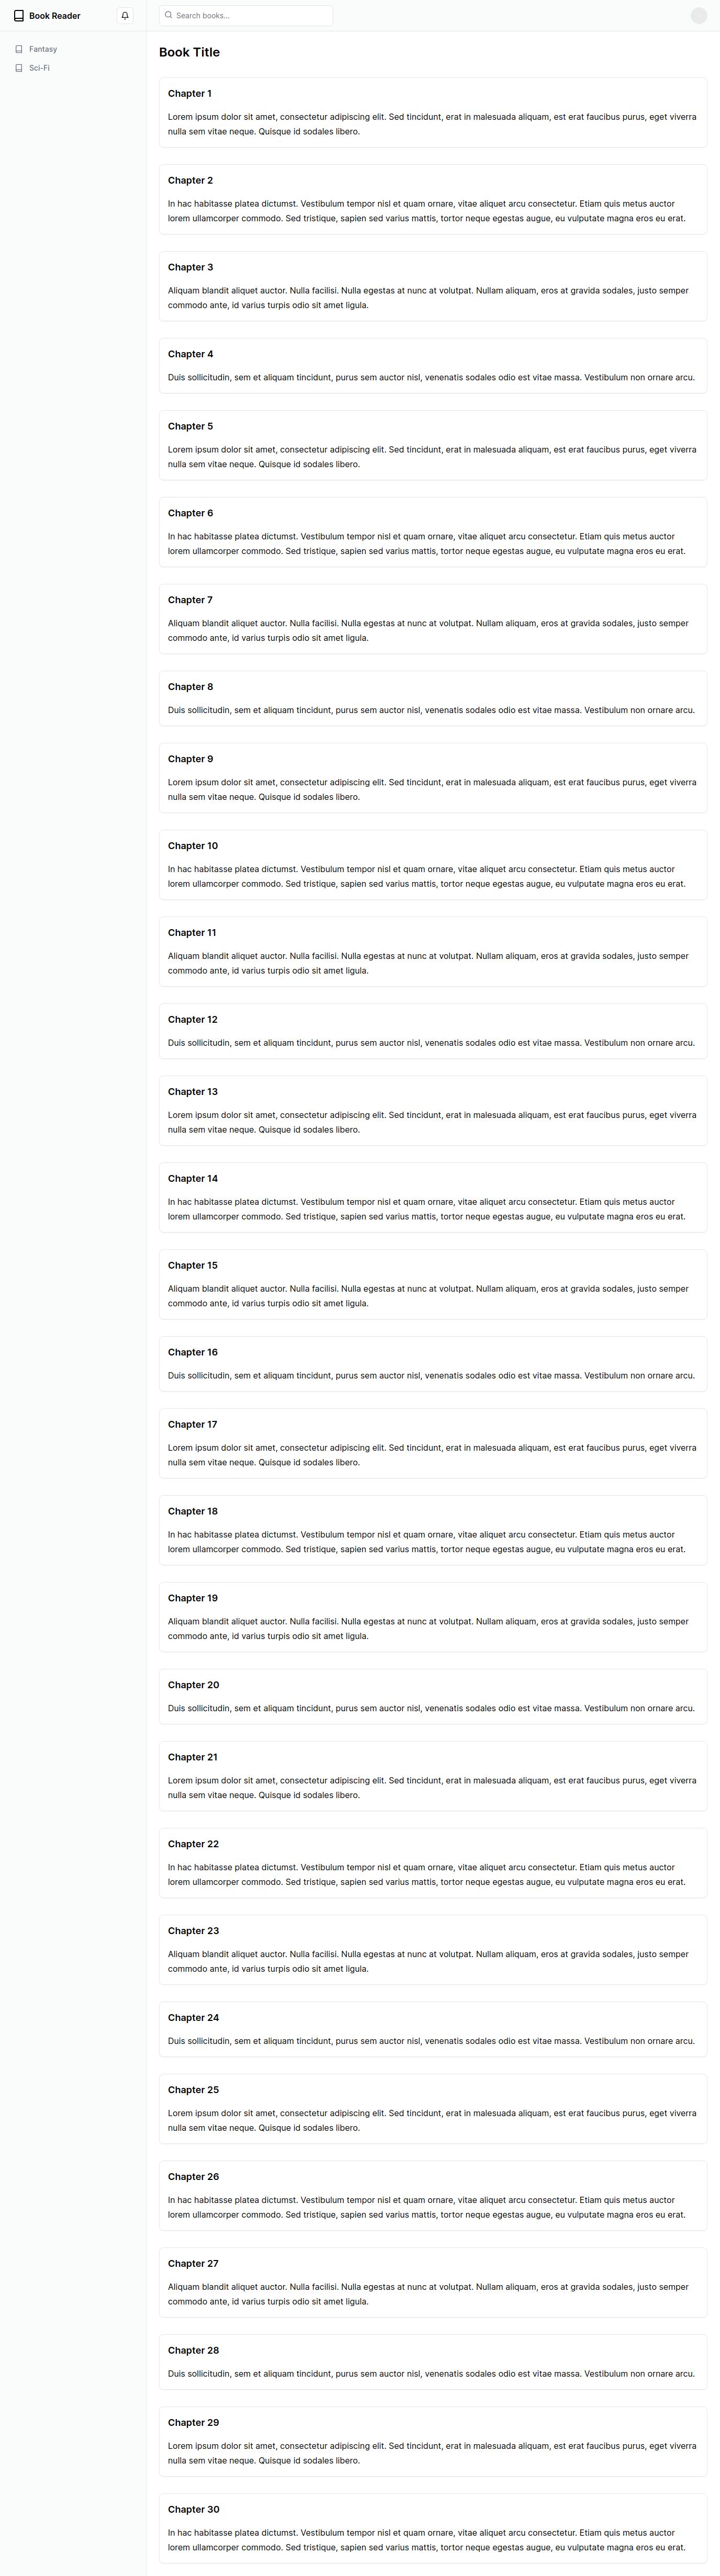 Book Reader
Search books...
Fantasy
Sci-Fi
Book Title
Chapter 1
Lorem ipsum dolor sit amet, consectetur adipiscing elit. Sed tincidunt, erat in malesuada aliquam, est erat faucibus purus, eget viverra
nulla sem vitae neque. Quisque id sodales libero.
Chapter 2
In hac habitasse platea dictumst. Vestibulum tempor nisl et quam ornare, vitae aliquet arcu consectetur. Etiam quis metus auctor
lorem ullamcorper commodo. Sed tristique, sapien sed varius mattis, tortor neque egestas augue, eu vulputate magna eros eu erat.
Chapter 3
Aliquam blandit aliquet auctor. Nulla facilisi. Nulla egestas at nunc at volutpat. Nullam aliquam, eros at gravida sodales, justo semper
commodo ante, id varius turpis odio sit amet ligula.
Chapter 4
Duis sollicitudin, sem et aliquam tincidunt, purus sem auctor nisl, venenatis sodales odio est vitae massa. Vestibulum non ornare arcu.
Chapter 5
Lorem ipsum dolor sit amet, consectetur adipiscing elit. Sed tincidunt, erat in malesuada aliquam, est erat faucibus purus, eget viverra
nulla sem vitae neque. Quisque id sodales libero.
Chapter 6
In hac habitasse platea dictumst. Vestibulum tempor nisl et quam ornare, vitae aliquet arcu consectetur. Etiam quis metus auctor
lorem ullamcorper commodo. Sed tristique, sapien sed varius mattis, tortor neque egestas augue, eu vulputate magna eros eu erat.
Chapter 7
Aliquam blandit aliquet auctor. Nulla facilisi. Nulla egestas at nunc at volutpat. Nullam aliquam, eros at gravida sodales, justo semper
commodo ante, id varius turpis odio sit amet ligula.
Chapter 8
Duis sollicitudin, sem et aliquam tincidunt, purus sem auctor nisl, venenatis sodales odio est vitae massa. Vestibulum non ornare arcu.
Chapter 9
Lorem ipsum dolor sit amet, consectetur adipiscing elit. Sed tincidunt, erat in malesuada aliquam, est erat faucibus purus, eget viverra
nulla sem vitae neque. Quisque id sodales libero.
Chapter 10
In hac habitasse platea dictumst. Vestibulum tempor nisl et quam ornare, vitae aliquet arcu consectetur. Etiam quis metus auctor
lorem ullamcorper commodo. Sed tristique, sapien sed varius mattis, tortor neque egestas augue, eu vulputate magna eros eu erat.
Chapter 11
Aliquam blandit aliquet auctor. Nulla facilisi. Nulla egestas at nunc at volutpat. Nullam aliquam, eros at gravida sodales, justo semper
commodo ante, id varius turpis odio sit amet ligula.
Chapter 12
Duis sollicitudin, sem et aliquam tincidunt, purus sem auctor nisl, venenatis sodales odio est vitae massa. Vestibulum non ornare arcu.
Chapter 13
Lorem ipsum dolor sit amet, consectetur adipiscing elit. Sed tincidunt, erat in malesuada aliquam, est erat faucibus purus, eget viverra
nulla sem vitae neque. Quisque id sodales libero.
Chapter 14
In hac habitasse platea dictumst. Vestibulum tempor nisl et quam ornare, vitae aliquet arcu consectetur. Etiam quis metus auctor
lorem ullamcorper commodo. Sed tristique, sapien sed varius mattis, tortor neque egestas augue, eu vulputate magna eros eu erat.
Chapter 15
Aliquam blandit aliquet auctor. Nulla facilisi. Nulla egestas at nunc at volutpat. Nullam aliquam, eros at gravida sodales, justo semper
commodo ante, id varius turpis odio sit amet ligula.
Chapter 16
Duis sollicitudin, sem et aliquam tincidunt, purus sem auctor nisl, venenatis sodales odio est vitae massa. Vestibulum non ornare arcu.
Chapter 17
Lorem ipsum dolor sit amet, consectetur adipiscing elit. Sed tincidunt, erat in malesuada aliquam, est erat faucibus purus, eget viverra
nulla sem vitae neque. Quisque id sodales libero.
Chapter 18
In hac habitasse platea dictumst. Vestibulum tempor nisl et quam ornare, vitae aliquet arcu consectetur. Etiam quis metus auctor
lorem ullamcorper commodo. Sed tristique, sapien sed varius mattis, tortor neque egestas augue, eu vulputate magna eros eu erat.
Chapter 19
Aliquam blandit aliquet auctor. Nulla facilisi. Nulla egestas at nunc at volutpat. Nullam aliquam, eros at gravida sodales, justo semper
commodo ante, id varius turpis odio sit amet ligula.
Chapter 20
Duis sollicitudin, sem et aliquam tincidunt, purus sem auctor nisl, venenatis sodales odio est vitae massa. Vestibulum non ornare arcu.
Chapter 21
Lorem ipsum dolor sit amet, consectetur adipiscing elit. Sed tincidunt, erat in malesuada aliquam, est erat faucibus purus, eget viverra
nulla sem vitae neque. Quisque id sodales libero.
Chapter 22
In hac habitasse platea dictumst. Vestibulum tempor nisl et quam ornare, vitae aliquet arcu consectetur. Etiam quis metus auctor
lorem ullamcorper commodo. Sed tristique, sapien sed varius mattis, tortor neque egestas augue, eu vulputate magna eros eu erat.
Chapter 23
Aliquam blandit aliquet auctor. Nulla facilisi. Nulla egestas at nunc at volutpat. Nullam aliquam, eros at gravida sodales, justo semper
commodo ante, id varius turpis odio sit amet ligula.
Chapter 24
Duis sollicitudin, sem et aliquam tincidunt, purus sem auctor nisl, venenatis sodales odio est vitae massa. Vestibulum non ornare arcu.
Chapter 25
Lorem ipsum dolor sit amet, consectetur adipiscing elit. Sed tincidunt, erat in malesuada aliquam, est erat faucibus purus, eget viverra
nulla sem vitae neque. Quisque id sodales libero.
Chapter 26
In hac habitasse platea dictumst. Vestibulum tempor nisl et quam ornare, vitae aliquet arcu consectetur. Etiam quis metus auctor
lorem ullamcorper commodo. Sed tristique, sapien sed varius mattis, tortor neque egestas augue, eu vulputate magna eros eu erat.
Chapter 27
Aliquam blandit aliquet auctor. Nulla facilisi. Nulla egestas at nunc at volutpat. Nullam aliquam, eros at gravida sodales, justo semper
commodo ante, id varius turpis odio sit amet ligula.
Chapter 28
Duis sollicitudin, sem et aliquam tincidunt, purus sem auctor nisl, venenatis sodales odio est vitae massa. Vestibulum non ornare arcu.
Chapter 29
Lorem ipsum dolor sit amet, consectetur adipiscing elit. Sed tincidunt, erat in malesuada aliquam, est erat faucibus purus, eget viverra
nulla sem vitae neque. Quisque id sodales libero.
Chapter 30
In hac habitasse platea dictumst. Vestibulum tempor nisl et quam ornare, vitae aliquet arcu consectetur. Etiam quis metus auctor
lorem ullamcorper commodo. Sed tristique, sapien sed varius mattis, tortor neque egestas augue, eu vulputate magna eros eu erat.